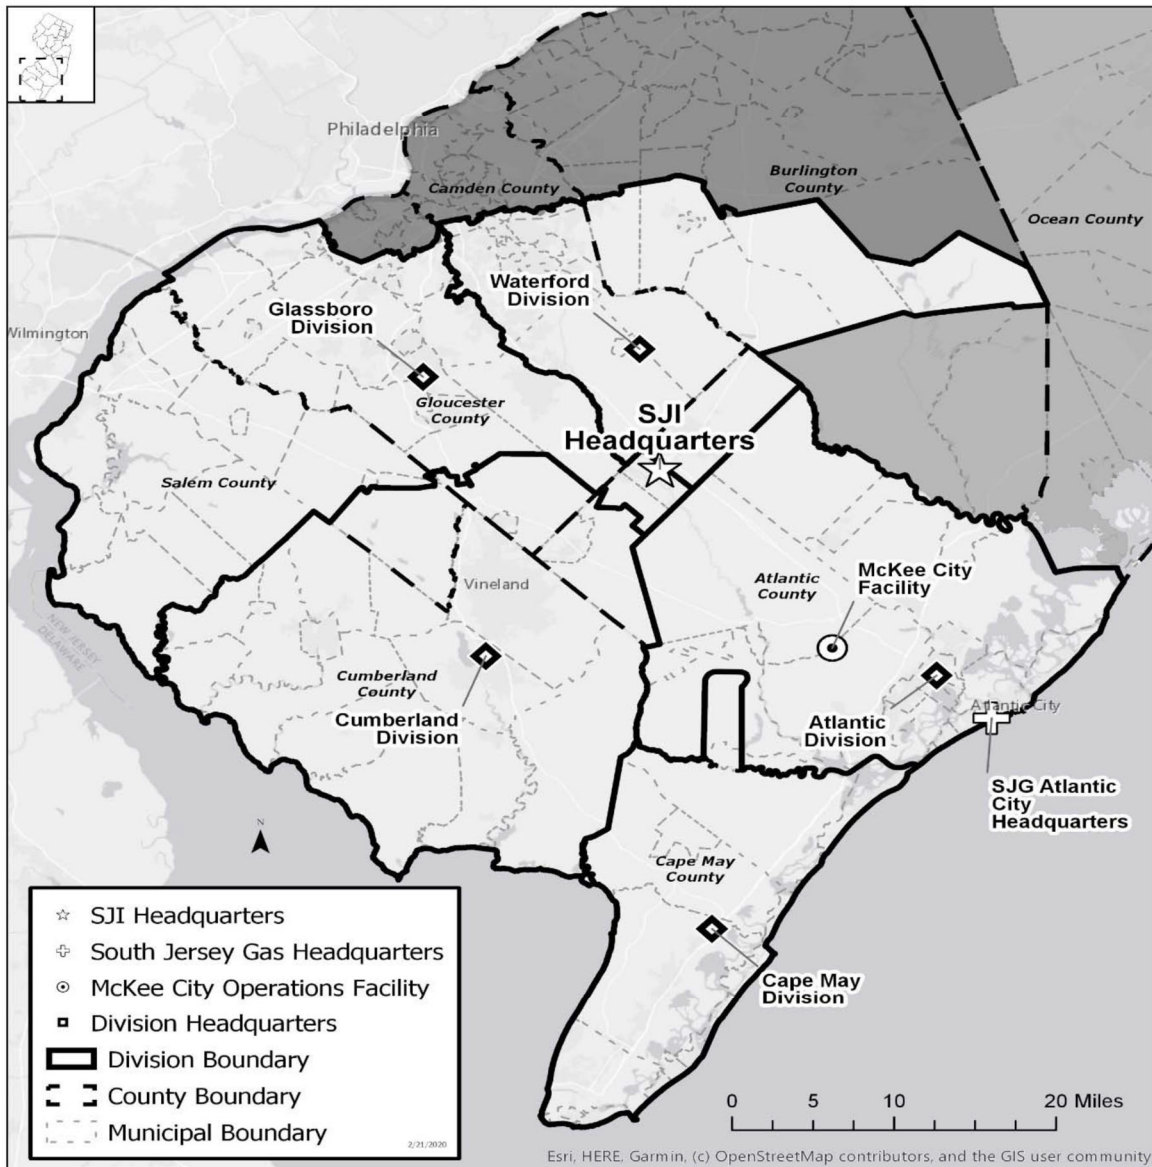 Philadelphia
Camden County
Burlington
County
Ocean County
Waterford
Division
Glassboro
Division
Wilmington
Gloucester
County
SJI
Headquarters
Salem County
McKee City
Facility
Atlantic
County
Vineland
NEW JERSEY
DELAWARE
Cumberland
County
Cumberland
Division
Atlantic City
Atlantic
Division
SJG Atlantic
City
Headquarters
N
Cape May
County
Cape May
Division
SJI Headquarters
South Jersey Gas Headquarters
McKee City Operations Facility
Division Headquarters
Division Boundary
County Boundary
Municipal Boundary
2/21/2020
0 5 10 20 Miles
Esri, HERE, Garmin, (c) OpenStreetMap contributors, and the GIS user community